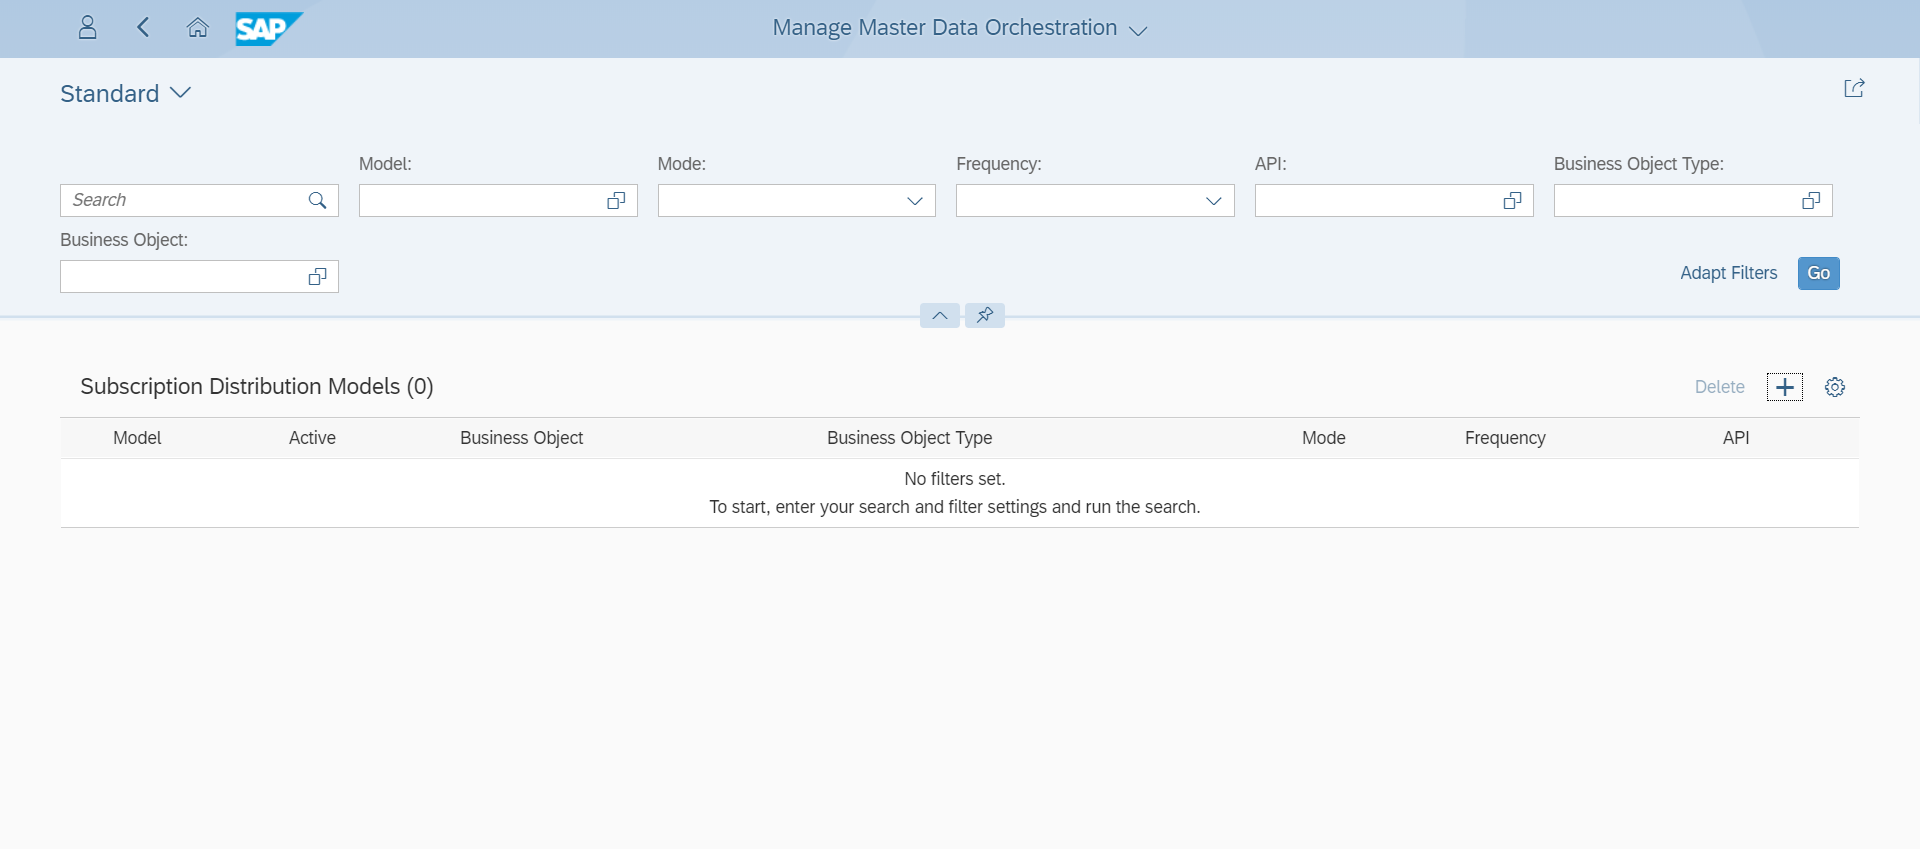 SAP
Manage Master Data Orchestration
Standard
Model:
Mode:
Frequency:
API:
Business Object Type:
Search
Business Object:
Adapt Filters
Go
Subscription Distribution Models (0)
Delete
Model Active Business Object Business Object Type Mode Frequency API
No filters set.
To start, enter your search and filter settings and run the search.